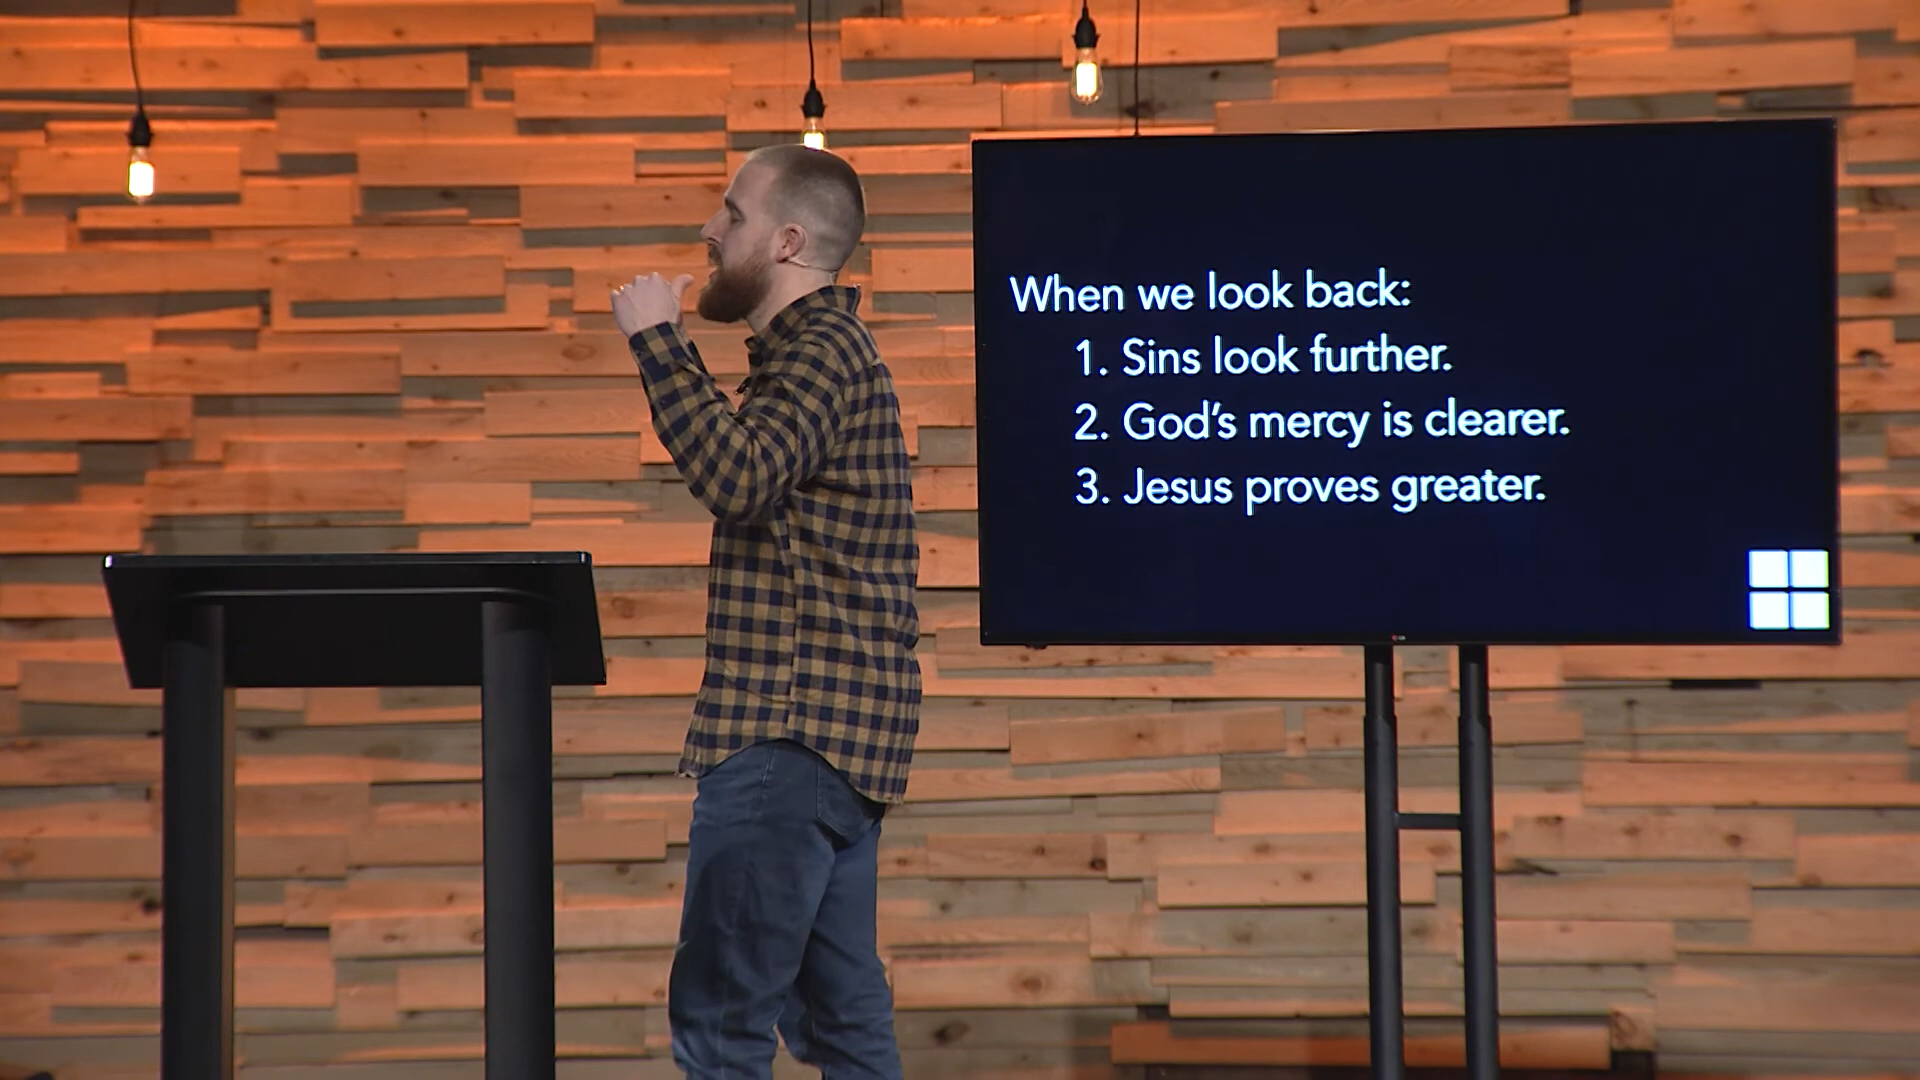 When we look back:
1. Sins look further.
2. God's mercy is clearer.
3. Jesus proves greater.